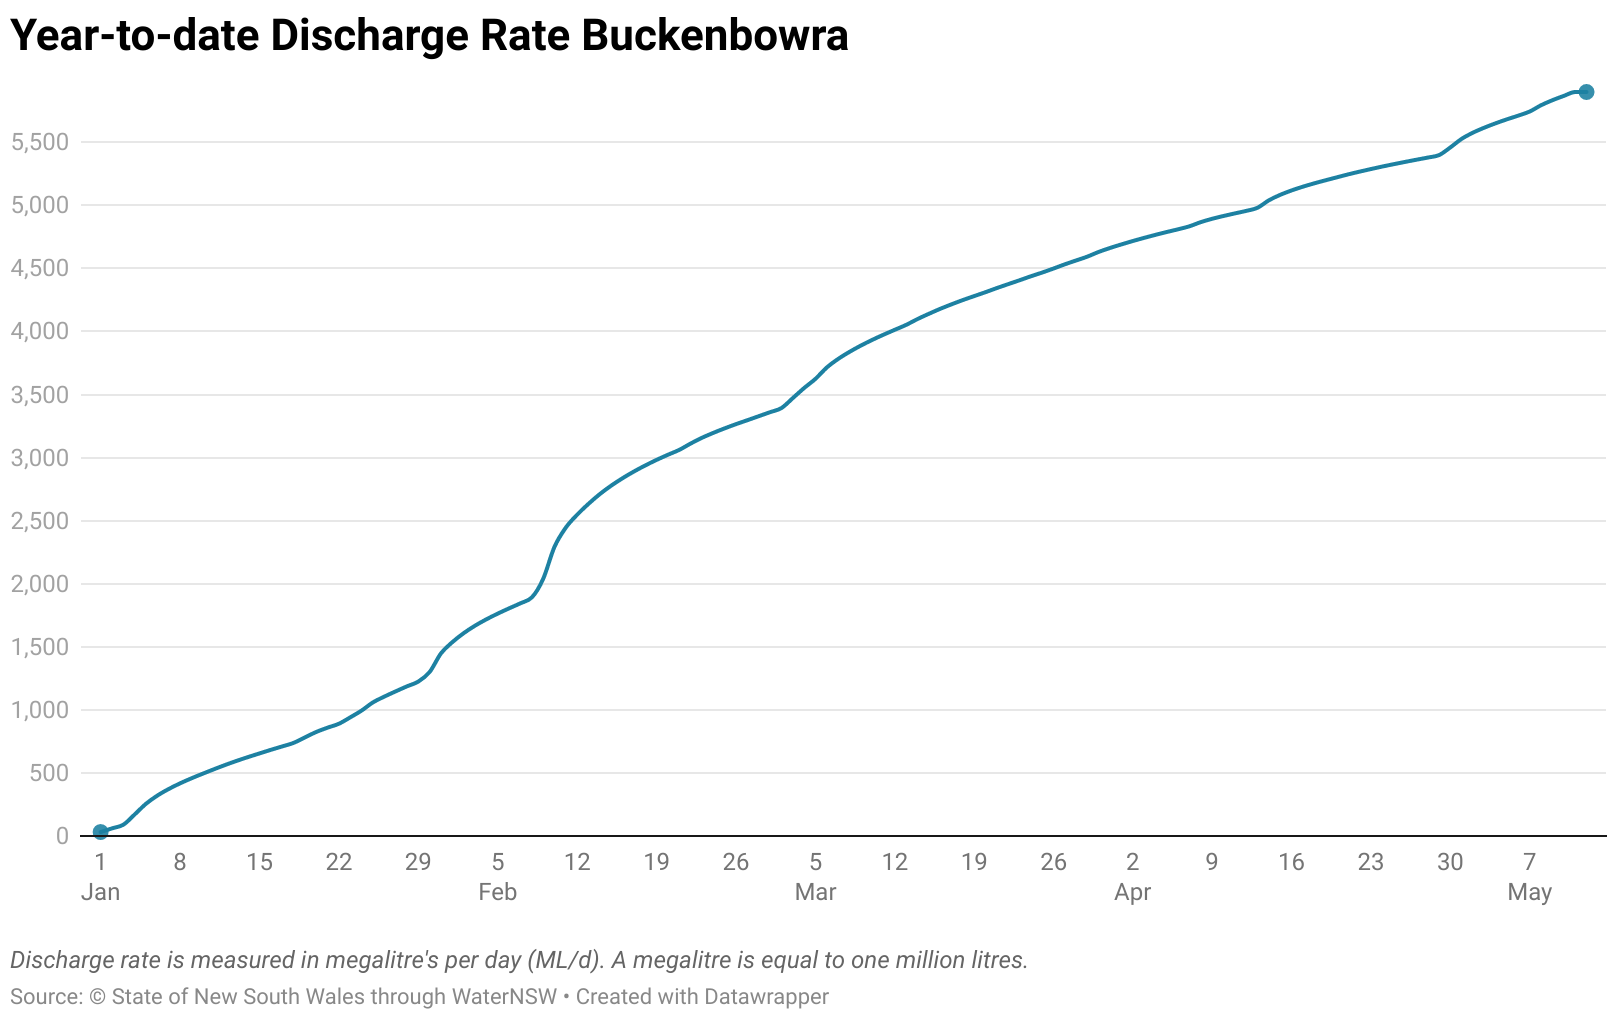 Year-to-date Discharge Rate Buckenbowra
5,500
5,000
4,500
4,000
3,500
3,000
2,500
2,000
1,500
1,000
500
0
1 8 15 22 29 5 12 19 26 5 12 19 26 2 9 16 23 30 7
Jan Feb Mar Apr May
Discharge rate is measured in megalitre's per day (ML/d). A megalitre is equal to one million litres.
Source: © State of New South Wales through WaterNSW • Created with Datawrapper